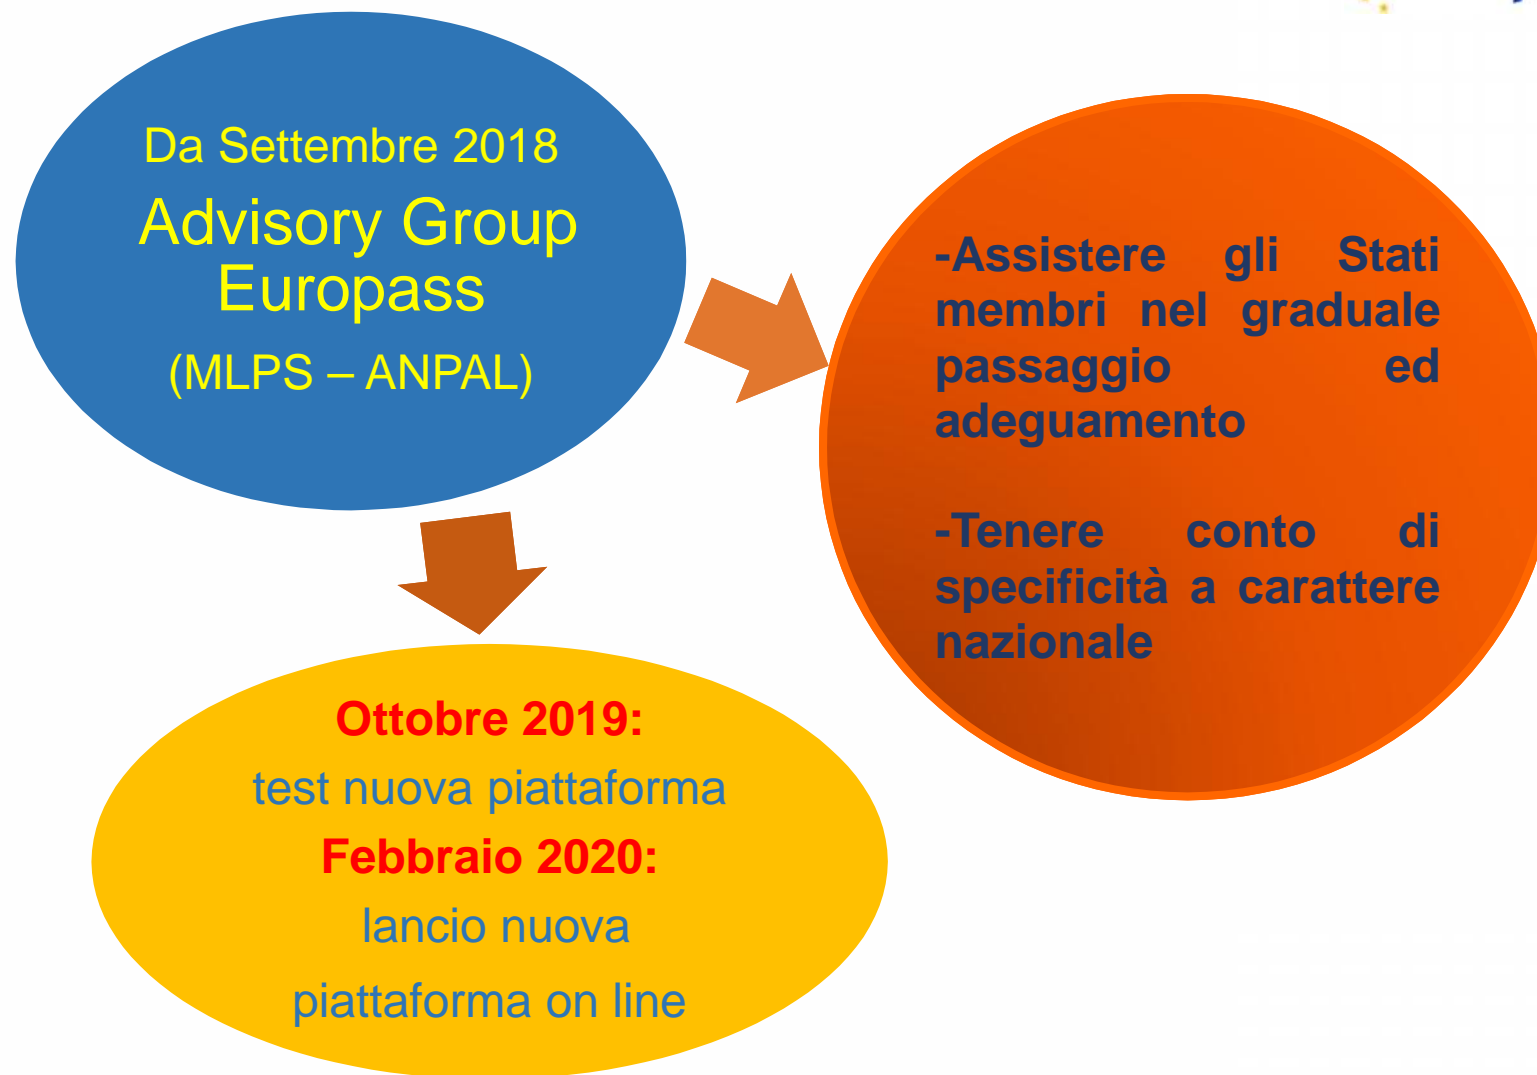 Da Settembre 2018
Advisory Group
Europass
(MLPS – ANPAL)
-Assistere gli Stati
membri nel graduale
passaggio ed
adeguamento
-Tenere conto di
specificità a carattere
nazionale
Ottobre 2019:
test nuova piattaforma
Febbraio 2020:
lancio nuova
piattaforma on line